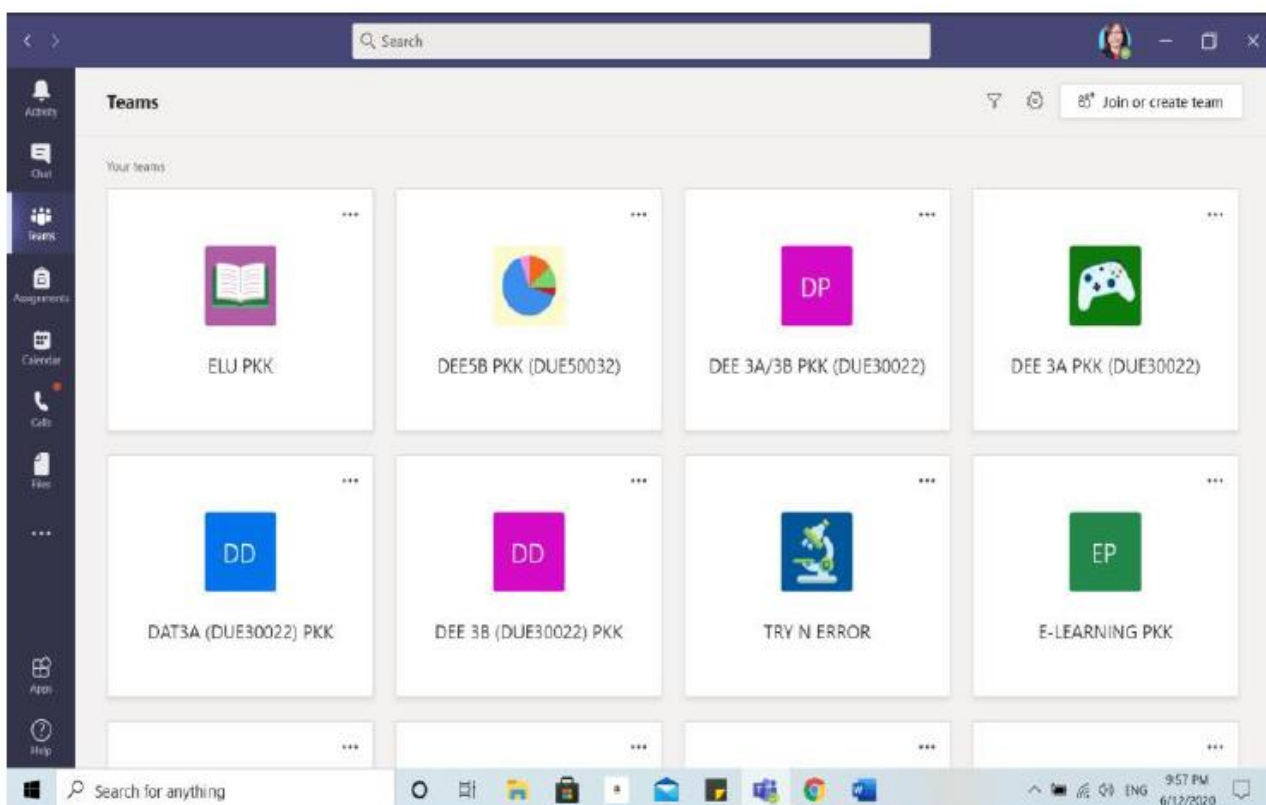 Search
Activity
Chat
Teams
Assignments
Calendar
Calls
Files
Apps
Help
Teams
Join or create team
Your teams
ELU PKK
DEE5B PKK (DUE50032)
DP
DEE 3A/3B PKK (DUE30022)
DEE 3A PKK (DUE30022)
DD
DAT3A (DUE30022) PKK
DD
DEE 3B (DUE30022) PKK
TRY N ERROR
EP
E-LEARNING PKK
Search for anything
ENG
9:57 PM
6/12/2020